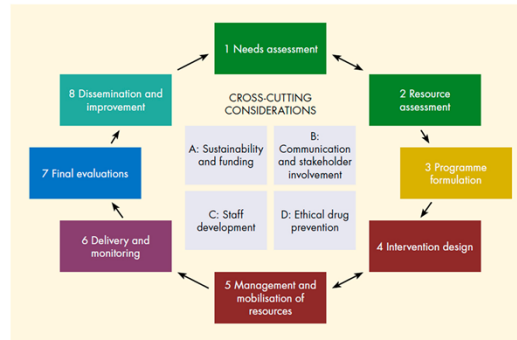 1 Needs assessment
8 Dissemination and
improvement
2 Resource
assessment
CROSS-CUTTING
CONSIDERATIONS
A: Sustainability
and funding
B:
Communication
and stakeholder
involvement
7 Final evaluations
3 Programme
formulation
C: Staff
development
D: Ethical drug
prevention
6 Delivery and
monitoring
4 Intervention design
5 Management and
mobilisation of
resources